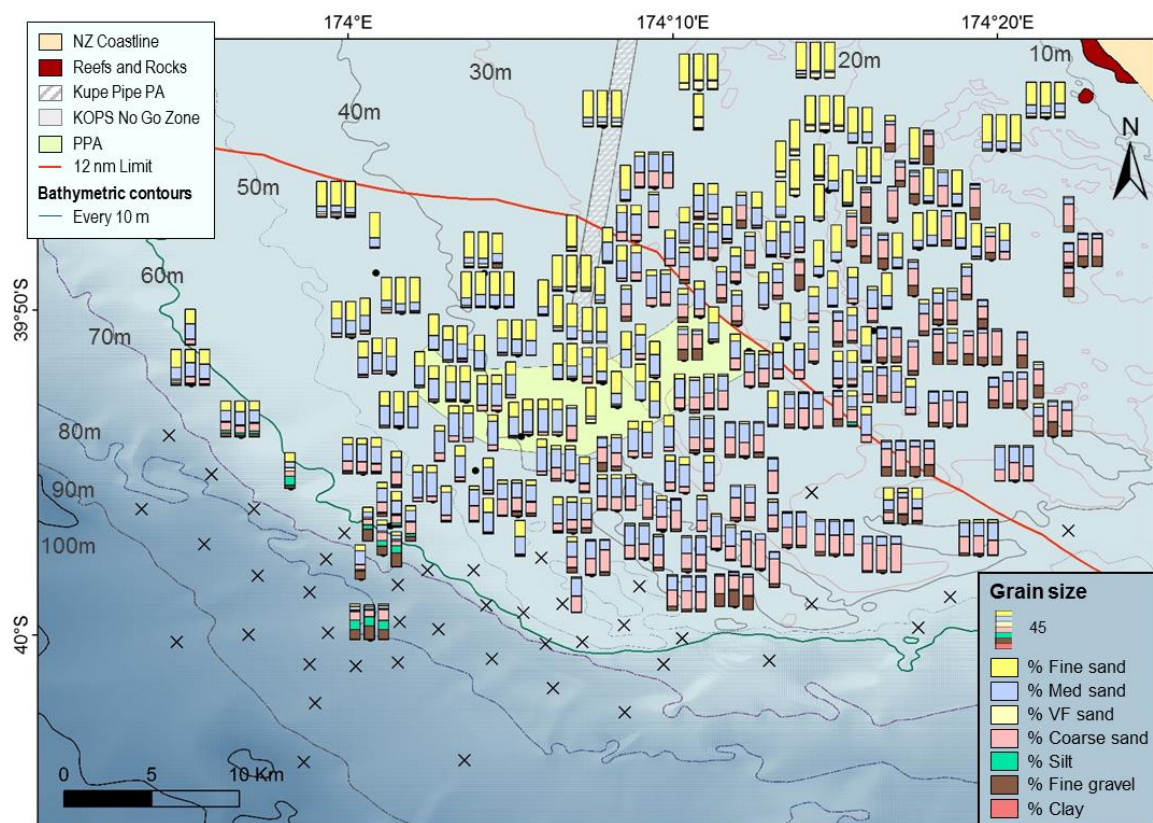 174°E
174°10'E
174°20'E
NZ Coastline
Reefs and Rocks
Kupe Pipe PA
KOPS No Go Zone
PPA
12 nm Limit
Bathymetric contours
Every 10 m
10m
20m
30m
40m
50m
60m
70m
80m
90m
100m
N
39°50'S
40°S
0 5 10 Km
Grain size
45
% Fine sand
% Med sand
% VF sand
% Coarse sand
% Silt
% Fine gravel
% Clay